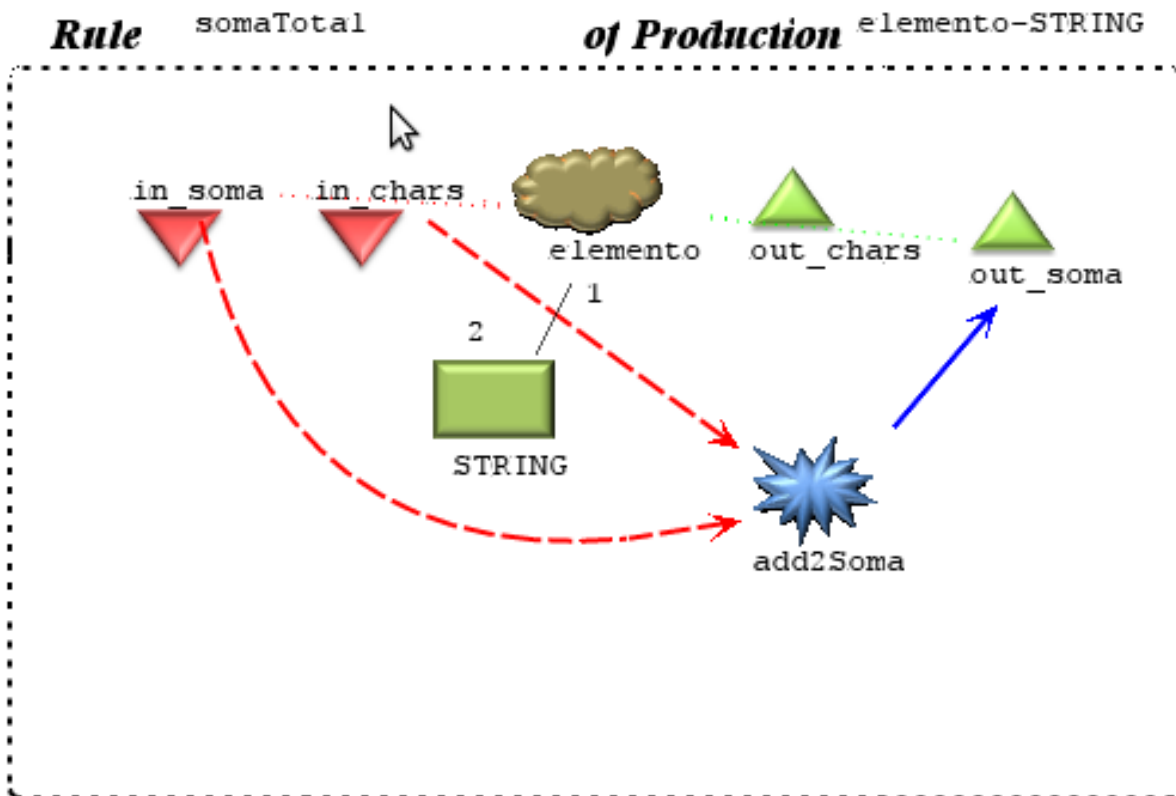 Rule somaTotal of Production elemento-STRING
in_soma in_chars
elemento out_chars
out_soma
1
2
STRING
add2Soma